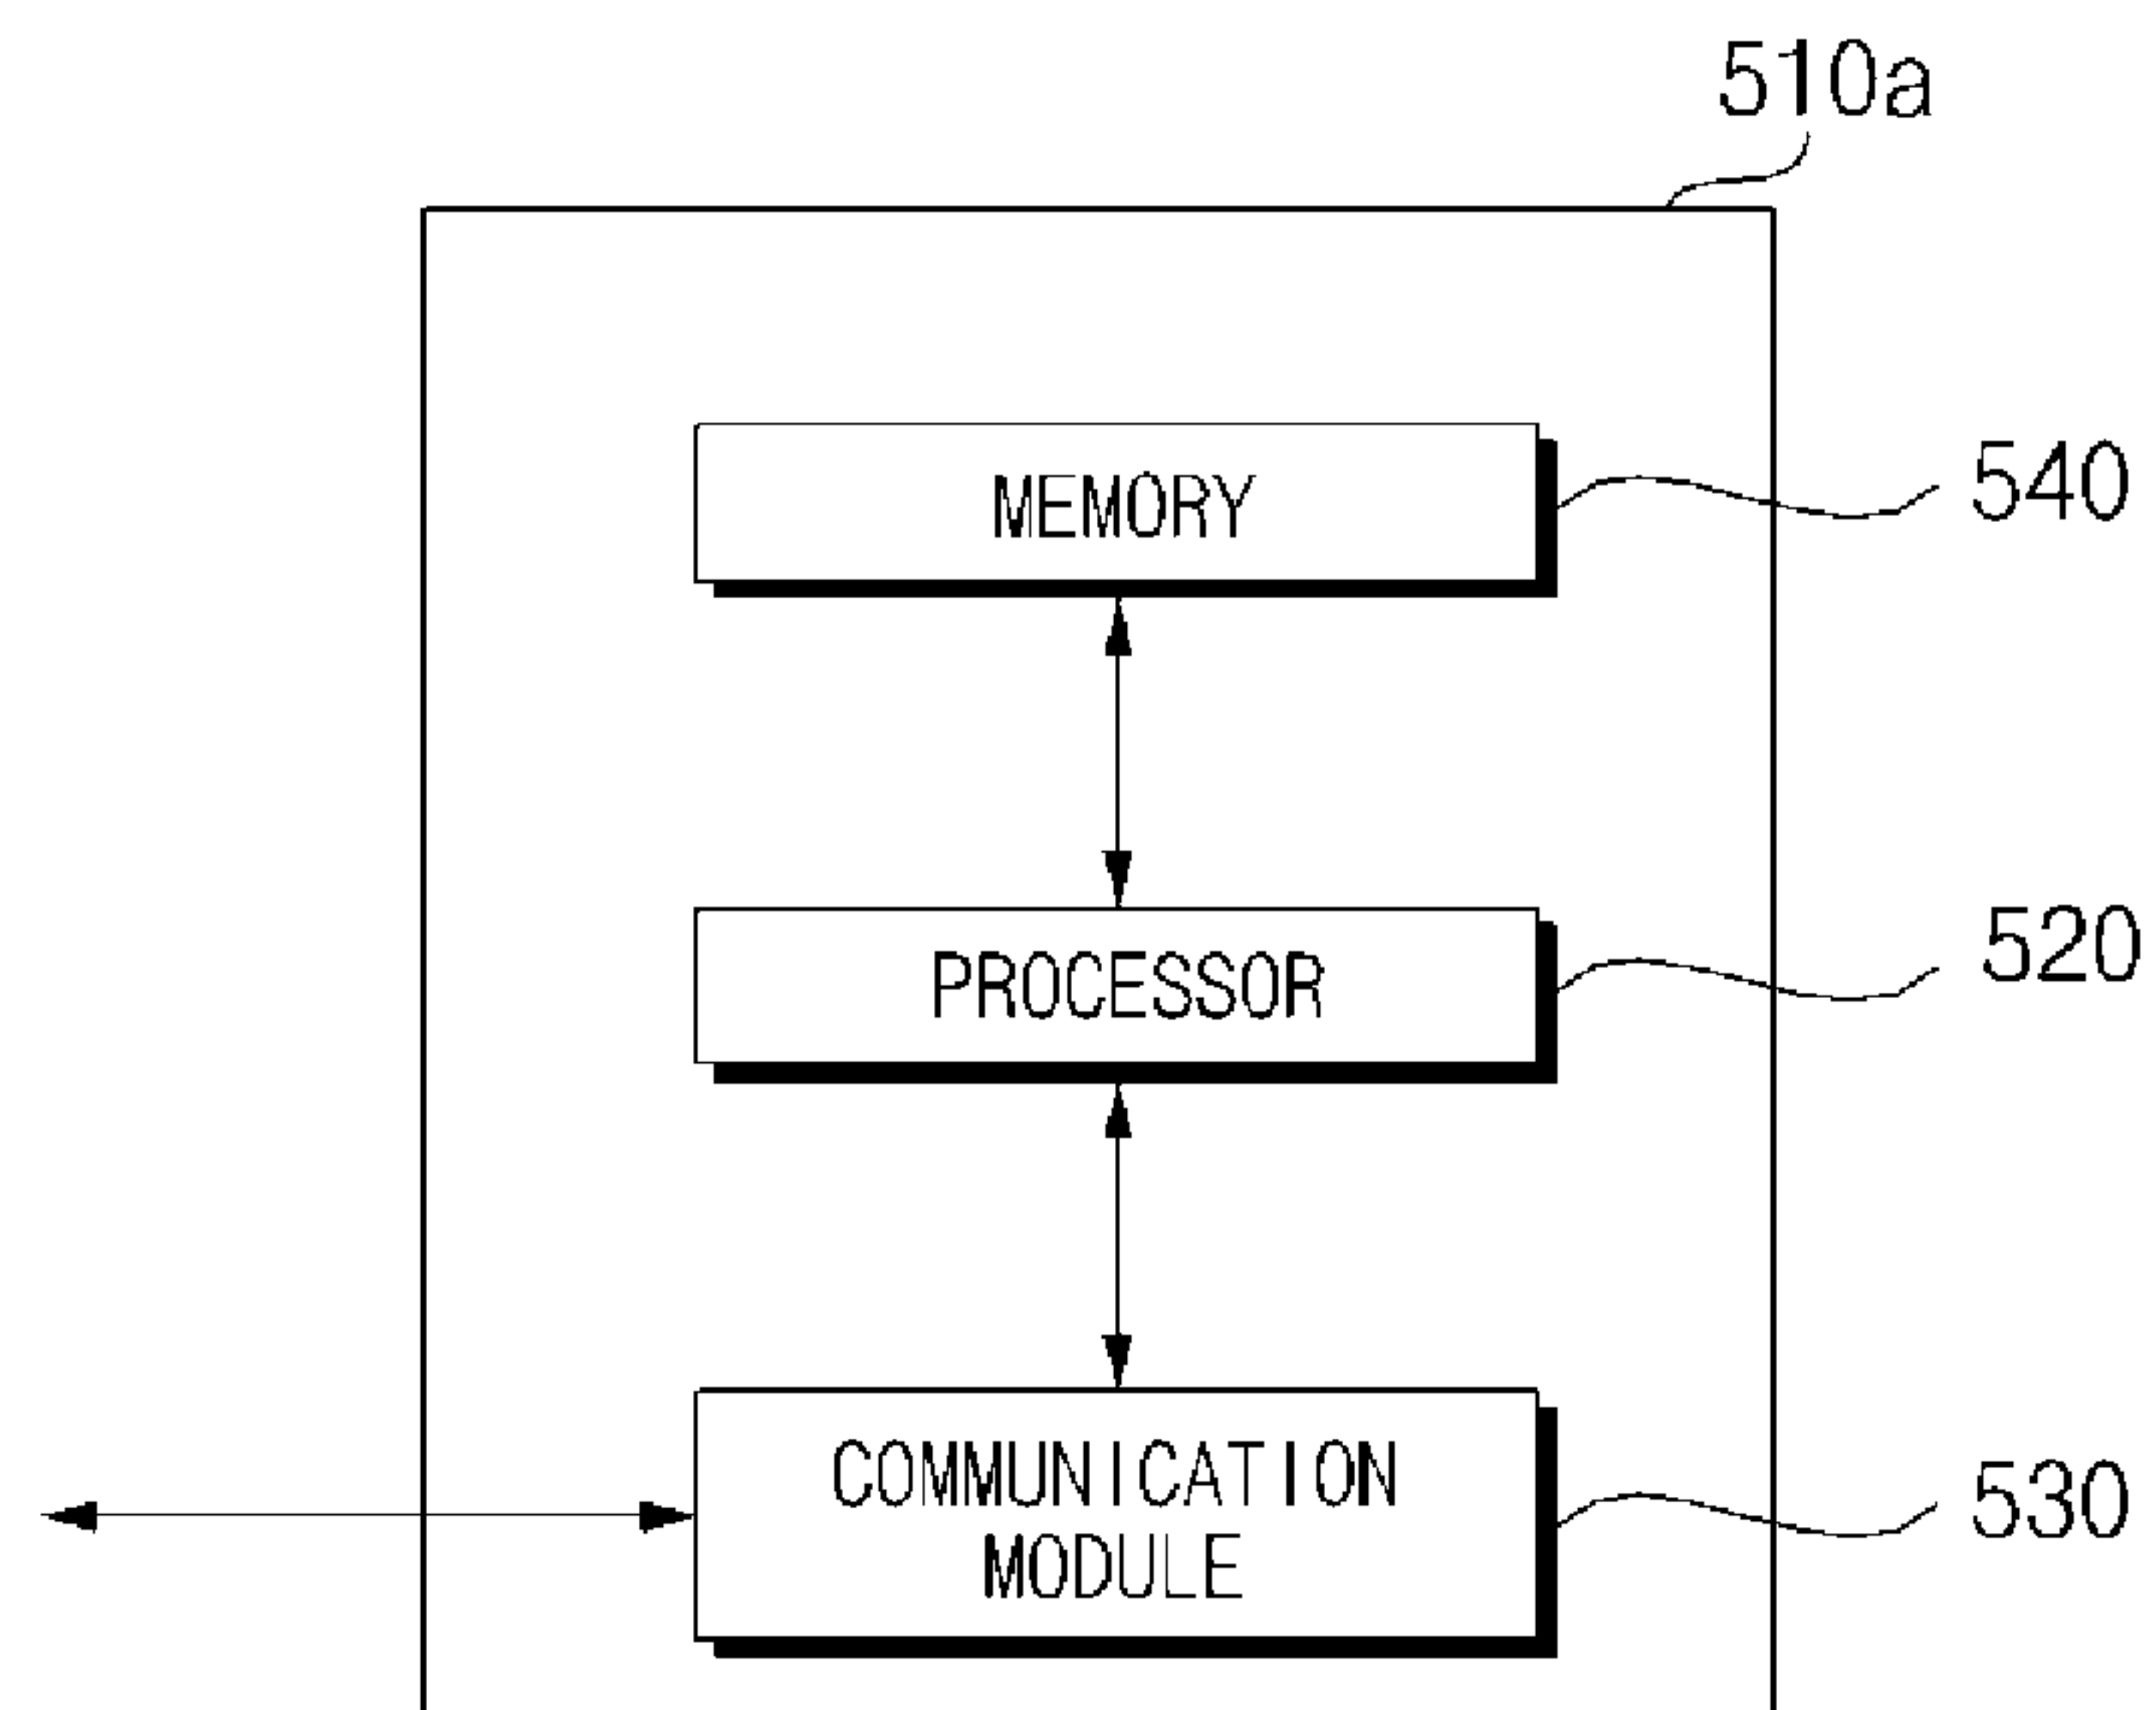 510a
MEMORY
540
PROCESSOR
520
COMMUNICATION
MODULE
530